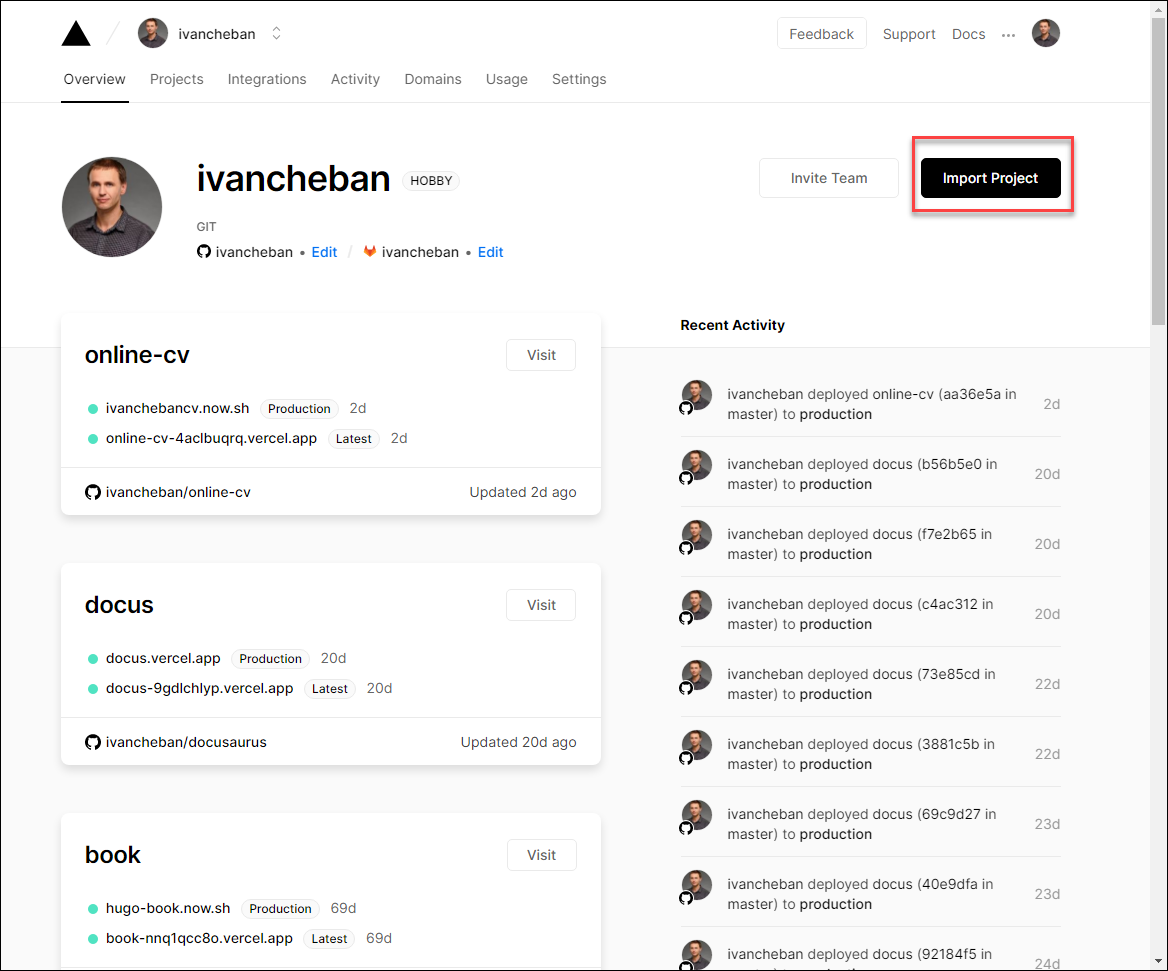 ivancheban
Feedback
Support
Docs
Overview
Projects
Integrations
Activity
Domains
Usage
Settings
ivancheban
HOBBY
Invite Team
Import Project
GIT
ivancheban • Edit / ivancheban • Edit
online-cv
Visit
ivanchebancv.now.sh Production 2d
online-cv-4aclbuqrq.vercel.app Latest 2d
ivancheban/online-cv
Updated 2d ago
docus
Visit
docus.vercel.app Production 20d
docus-9gdlchlyp.vercel.app Latest 20d
ivancheban/docusaurus
Updated 20d ago
book
Visit
hugo-book.now.sh Production 69d
book-nnq1qcc8o.vercel.app Latest 69d
Recent Activity
ivancheban deployed online-cv (aa36e5a in
master) to production
2d
ivancheban deployed docus (b56b5e0 in
master) to production
20d
ivancheban deployed docus (f7e2b65 in
master) to production
20d
ivancheban deployed docus (c4ac312 in
master) to production
20d
ivancheban deployed docus (73e85cd in
master) to production
22d
ivancheban deployed docus (3881c5b in
master) to production
22d
ivancheban deployed docus (69c9d27 in
master) to production
23d
ivancheban deployed docus (40e9dfa in
master) to production
23d
ivancheban deployed docus (92184f5 in
24d